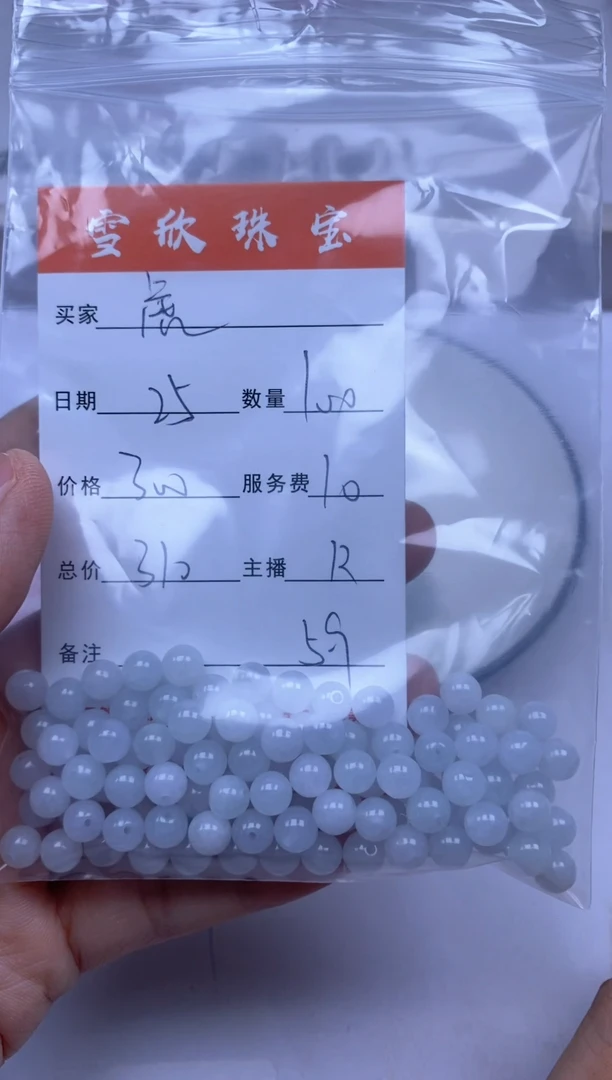 雪欣珠宝
买家
日期 25 数量 100
价格 300 服务费 10
总价 310 主播 R
备注 59